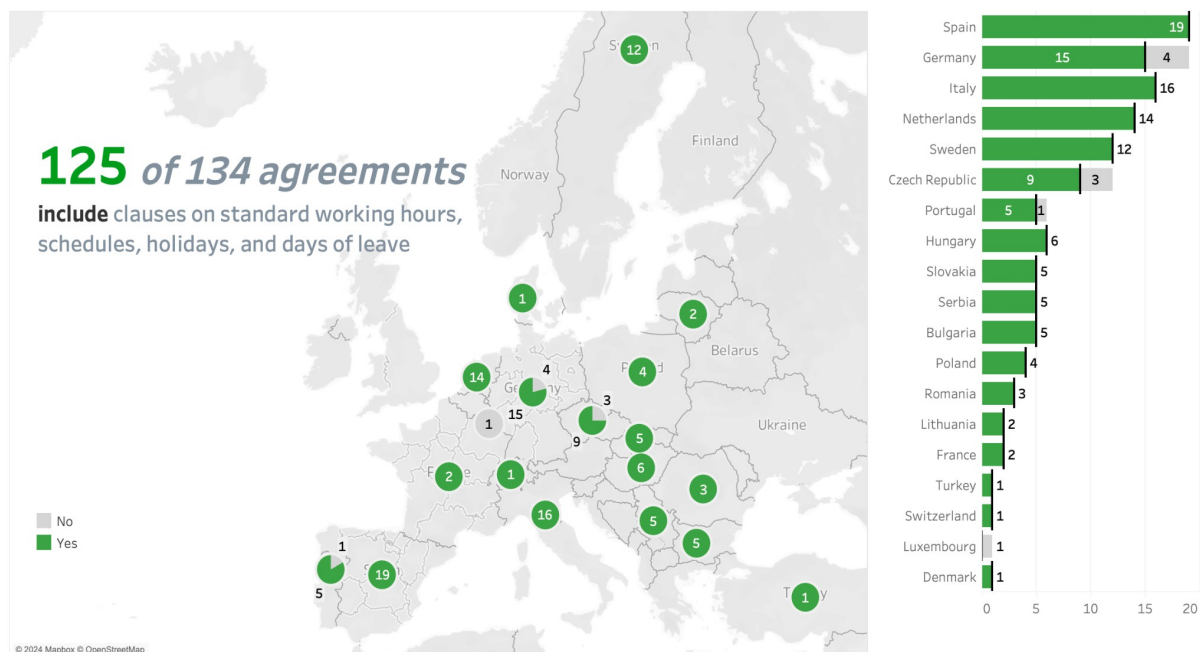 12
Finland
Norway
125 of 134 agreements
include clauses on standard working hours,
schedules, holidays, and days of leave
1
2
Belarus
14
4
4
15
3
9
Ukraine
1
5
6
2
1
3
16
5
5
No
Yes
1
5
19
1
© 2024 Mapbox © OpenStreetMap
Spain 19
Germany 15 4
Italy 16
Netherlands 14
Sweden 12
Czech Republic 9 3
Portugal 5 1
Hungary 6
Slovakia 5
Serbia 5
Bulgaria 5
Poland 4
Romania 3
Lithuania 2
France 2
Turkey 1
Switzerland 1
Luxembourg 1
Denmark 1
0 5 10 15 20